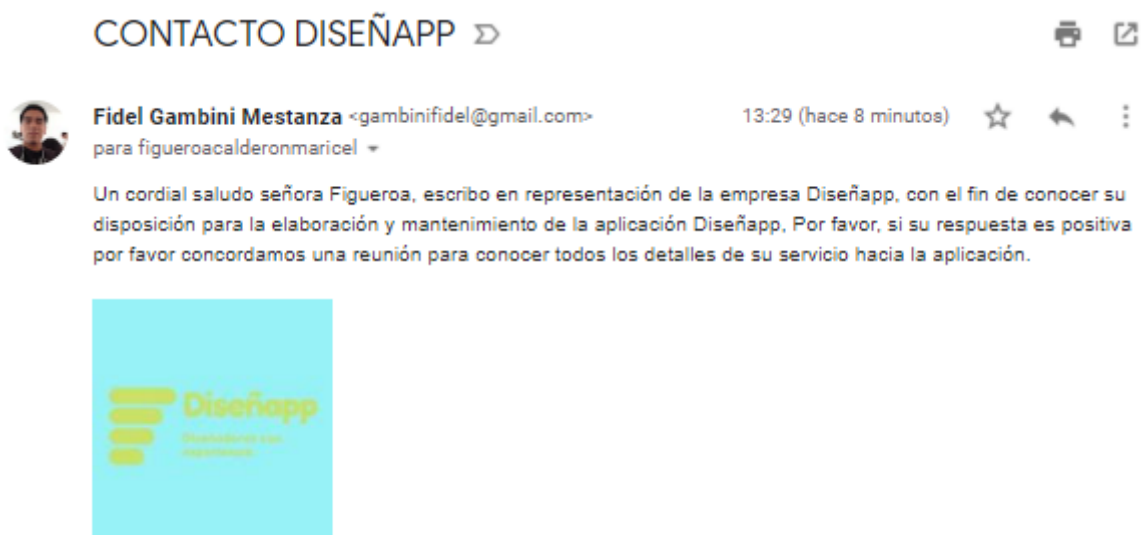 CONTACTO DISEÑAPP
Fidel Gambini Mestanza <gambinifidel@gmail.com>
13:29 (hace 8 minutos)
para figueroacalderonmaricel
Un cordial saludo señora Figueroa, escribo en representación de la empresa Diseñapp, con el fin de conocer su
disposición para la elaboración y mantenimiento de la aplicación Diseñapp, Por favor, si su respuesta es positiva
por favor concordamos una reunión para conocer todos los detalles de su servicio hacia la aplicación.
Diseñapp